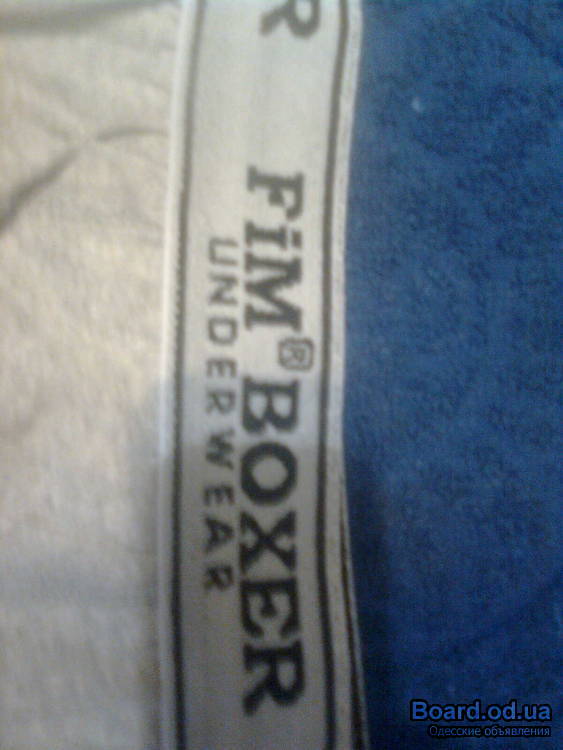 R
FiM® BOXER
UNDERWEAR
Board.od.ua
Одесские объявления